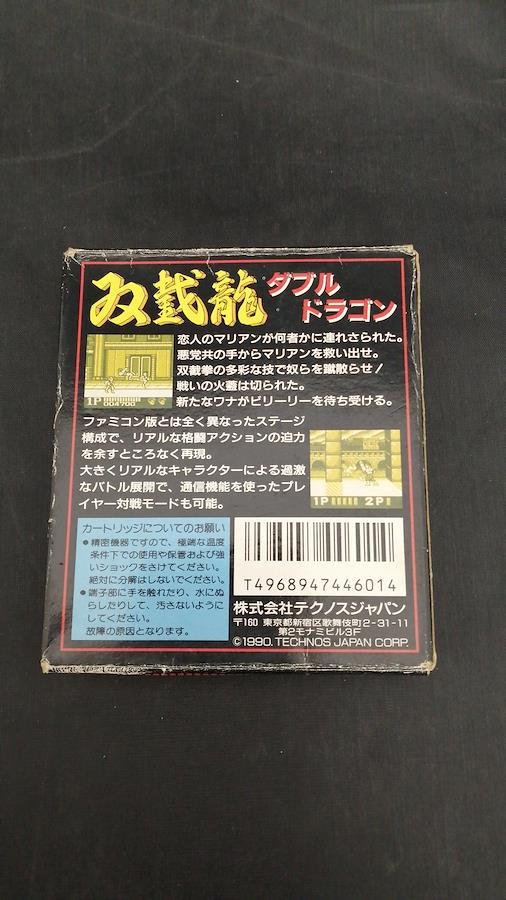 双截龍
ダブル
ドラゴン
恋人のマリアンが何者かに連れさられた。
悪党共の手からマリアンを救い出せ。
双截拳の多彩な技で奴らを蹴散らせ！
戦いの火蓋は切られた。
新たなワナがビリーリーを待ち受ける。
1P
004700
ファミコン版とは全く異なったステージ
構成で、リアルな格闘アクションの迫力
を余すところなく再現。
大きくリアルなキャラクターによる過激
なバトル展開で、通信機能を使ったプレ
イヤー対戦モードも可能。
1P
2P
カートリッジについてのお願い
●精密機器ですので、極端な温度
条件下での使用や保管および強
いショックをさけてください。
絶対に分解はしないでください。
●端子部に手を触れたり、水にぬ
らしたりして、汚さないように
してください。
故障の原因となります。
T4968947446014
株式会社テクノスジャパン
〒160 東京都新宿区歌舞伎町2-31-11
第2モナミビル3F
©1990. TECHNOS JAPAN CORP.